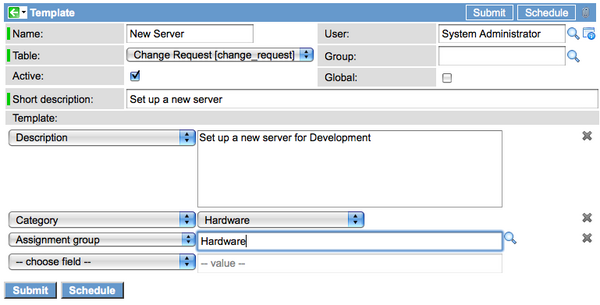 Template Submit Schedule
Name: New Server User: System Administrator
Table: Change Request [change_request] Group:
Active: Global:
Short description: Set up a new server
Template:
Description Set up a new server for Development
Category Hardware
Assignment group Hardware
-- choose field -- -- value --
Submit Schedule